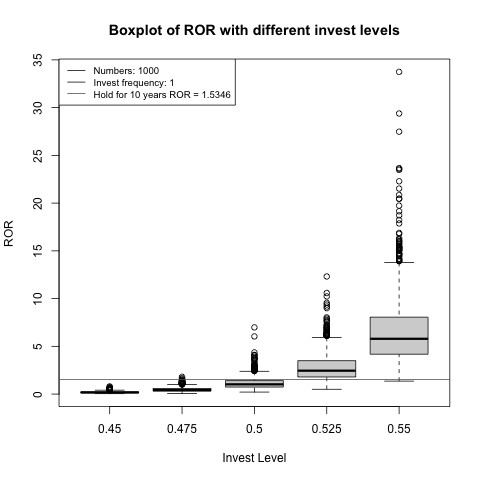 Boxplot of ROR with different invest levels
Numbers: 1000
Invest frequency: 1
Hold for 10 years ROR = 1.5346
ROR
35
30
25
20
15
10
5
0
0.45 0.475 0.5 0.525 0.55
Invest Level